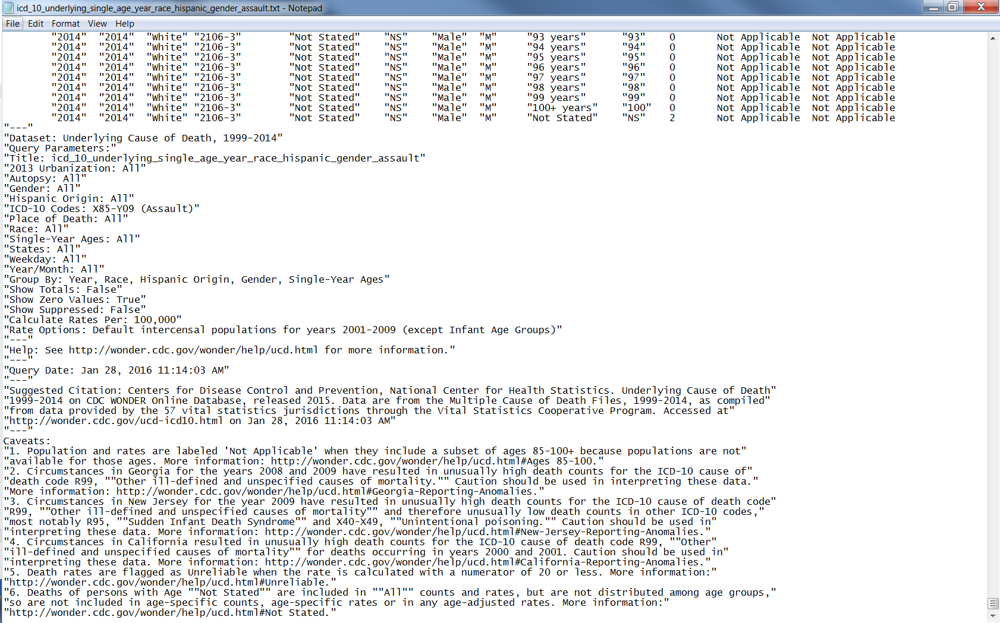 icd_10_underlying_single_age_year_race_hispanic_gender_assault.txt - Notepad
File Edit Format View Help
"2014" "2014" "White" "2106-3" "Not Stated" "NS" "Male" "M" "93 years" "93" 0 Not Applicable Not Applicable
"2014" "2014" "White" "2106-3" "Not Stated" "NS" "Male" "M" "94 years" "94" 0 Not Applicable Not Applicable
"2014" "2014" "White" "2106-3" "Not Stated" "NS" "Male" "M" "95 years" "95" 0 Not Applicable Not Applicable
"2014" "2014" "White" "2106-3" "Not Stated" "NS" "Male" "M" "96 years" "96" 0 Not Applicable Not Applicable
"2014" "2014" "White" "2106-3" "Not Stated" "NS" "Male" "M" "97 years" "97" 0 Not Applicable Not Applicable
"2014" "2014" "White" "2106-3" "Not Stated" "NS" "Male" "M" "98 years" "98" 0 Not Applicable Not Applicable
"2014" "2014" "White" "2106-3" "Not Stated" "NS" "Male" "M" "99 years" "99" 0 Not Applicable Not Applicable
"2014" "2014" "White" "2106-3" "Not Stated" "NS" "Male" "M" "100+ years" "100" 0 Not Applicable Not Applicable
"2014" "2014" "White" "2106-3" "Not Stated" "NS" "Male" "M" "Not Stated" "NS" 2 Not Applicable Not Applicable
"---"
"Dataset: Underlying Cause of Death, 1999-2014"
"Query Parameters:"
"Title: icd_10_underlying_single_age_year_race_hispanic_gender_assault"
"2013 Urbanization: All"
"Autopsy: All"
"Gender: All"
"Hispanic Origin: All"
"ICD-10 Codes: X85-Y09 (Assault)"
"Place of Death: All"
"Race: All"
"Single-Year Ages: All"
"States: All"
"Weekday: All"
"Year/Month: All"
"Group By: Year, Race, Hispanic Origin, Gender, Single-Year Ages"
"Show Totals: False"
"Show Zero Values: True"
"Show Suppressed: False"
"Calculate Rates Per: 100,000"
"Rate Options: Default intercensal populations for years 2001-2009 (except Infant Age Groups)"
"---"
"Help: See http://wonder.cdc.gov/wonder/help/ucd.html for more information."
"---"
"Query Date: Jan 28, 2016 11:14:03 AM"
"---"
"Suggested Citation: Centers for Disease Control and Prevention, National Center for Health Statistics. Underlying Cause of Death"
"1999-2014 on CDC WONDER Online Database, released 2015. Data are from the Multiple Cause of Death Files, 1999-2014, as compiled"
"from data provided by the 57 vital statistics jurisdictions through the Vital Statistics Cooperative Program. Accessed at"
"http://wonder.cdc.gov/ucd-icd10.html on Jan 28, 2016 11:14:03 AM"
"---"
Caveats:
"1. Population and rates are labeled 'Not Applicable' when they include a subset of ages 85-100+ because populations are not"
"available for those ages. More information: http://wonder.cdc.gov/wonder/help/ucd.html#Ages 85-100."
"2. Circumstances in Georgia for the years 2008 and 2009 have resulted in unusually high death counts for the ICD-10 cause of"
"death code R99, ""Other ill-defined and unspecified causes of mortality."" Caution should be used in interpreting these data."
"More information: http://wonder.cdc.gov/wonder/help/ucd.html#Georgia-Reporting-Anomalies."
"3. Circumstances in New Jersey for the year 2009 have resulted in unusually high death counts for the ICD-10 cause of death code"
"R99, ""Other ill-defined and unspecified causes of mortality"" and therefore unusually low death counts in other ICD-10 codes,"
"most notably R95, ""Sudden Infant Death Syndrome"" and X40-X49, ""Unintentional poisoning."" Caution should be used in"
"interpreting these data. More information: http://wonder.cdc.gov/wonder/help/ucd.html#New-Jersey-Reporting-Anomalies."
"4. Circumstances in California resulted in unusually high death counts for the ICD-10 cause of death code R99, ""Other"
"ill-defined and unspecified causes of mortality"" for deaths occurring in years 2000 and 2001. Caution should be used in"
"interpreting these data. More information: http://wonder.cdc.gov/wonder/help/ucd.html#California-Reporting-Anomalies."
"5. Death rates are flagged as Unreliable when the rate is calculated with a numerator of 20 or less. More information:"
"http://wonder.cdc.gov/wonder/help/ucd.html#Unreliable."
"6. Deaths of persons with Age ""Not Stated"" are included in ""All"" counts and rates, but are not distributed among age groups,"
"so are not included in age-specific counts, age-specific rates or in any age-adjusted rates. More information:"
"http://wonder.cdc.gov/wonder/help/ucd.html#Not Stated."